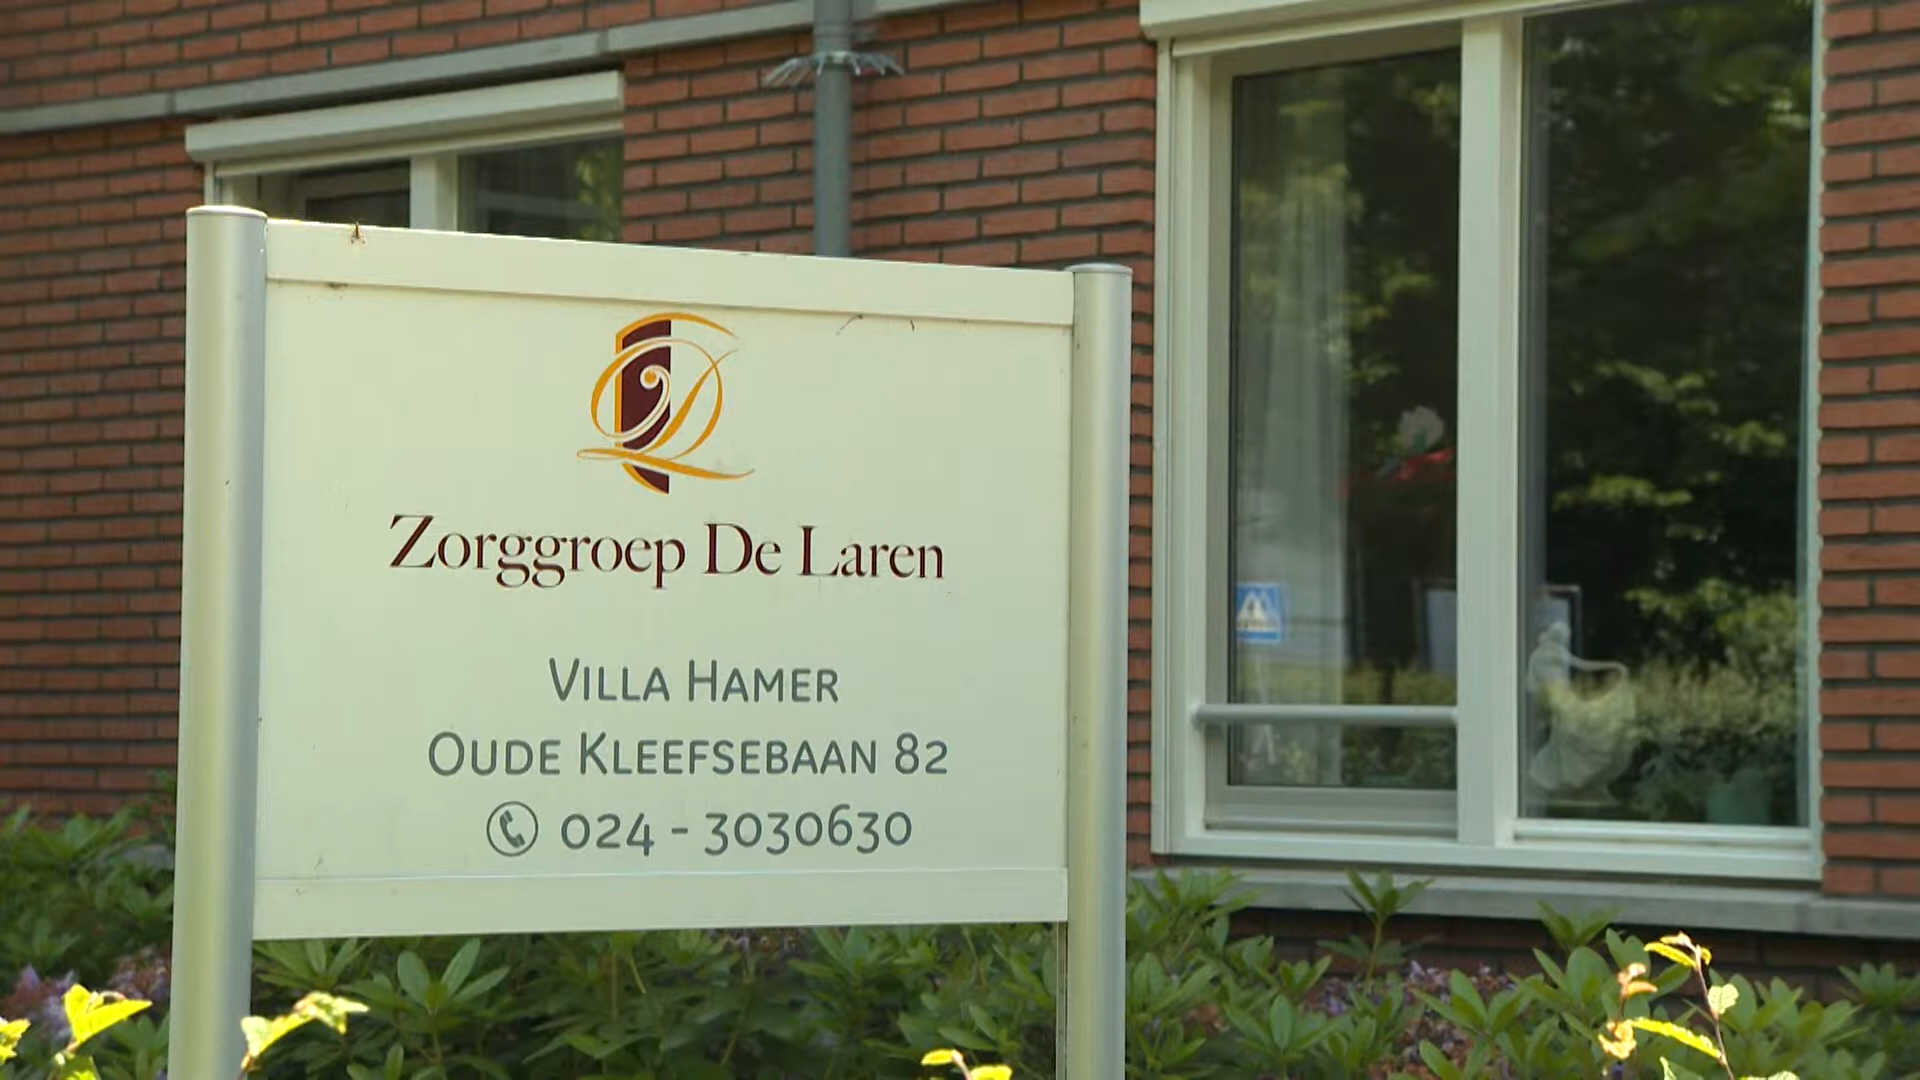 Zorggroep De Laren
VILLA HAMER
OUDE KLEEFSEBAAN 82
024 - 3030630